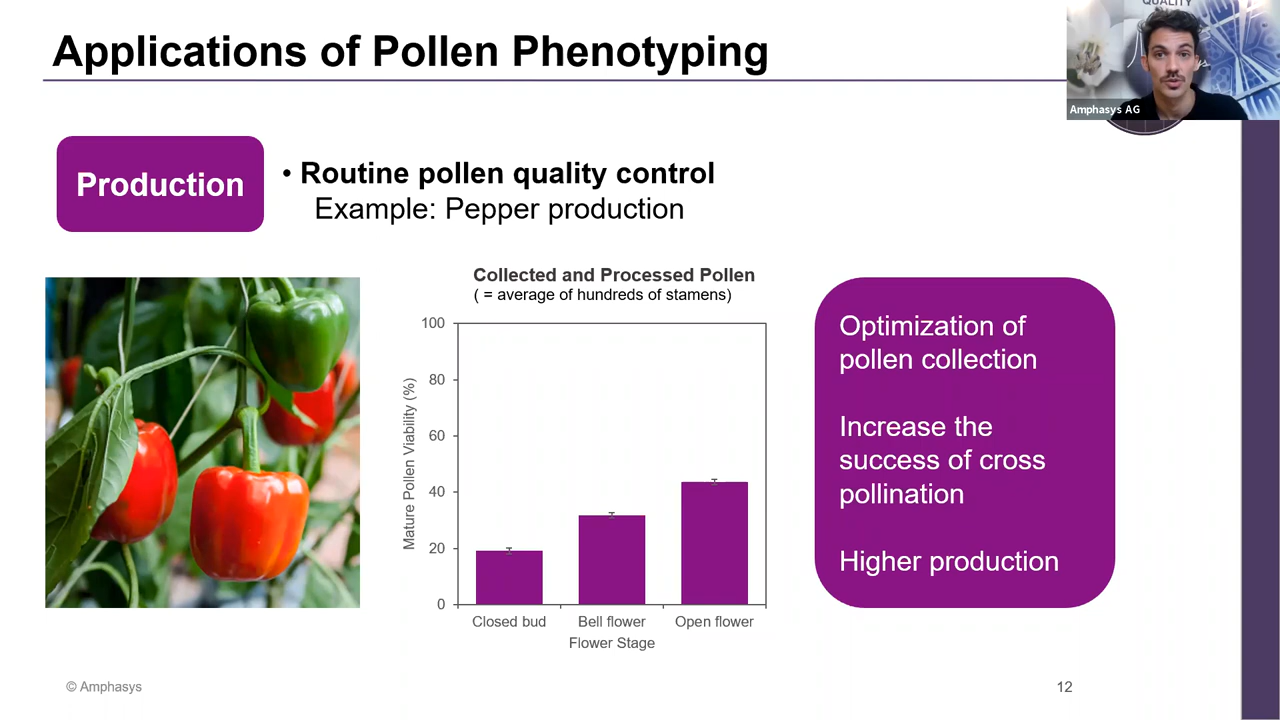 Applications of Pollen Phenotyping
QUALITY
Amphasys AG
Production
• Routine pollen quality control
Example: Pepper production
Collected and Processed Pollen
( = average of hundreds of stamens)
Mature Pollen Viability (%)
100
80
60
40
20
0
Closed bud
Bell flower
Open flower
Flower Stage
Optimization of
pollen collection
Increase the
success of cross
pollination
Higher production
© Amphasys
12